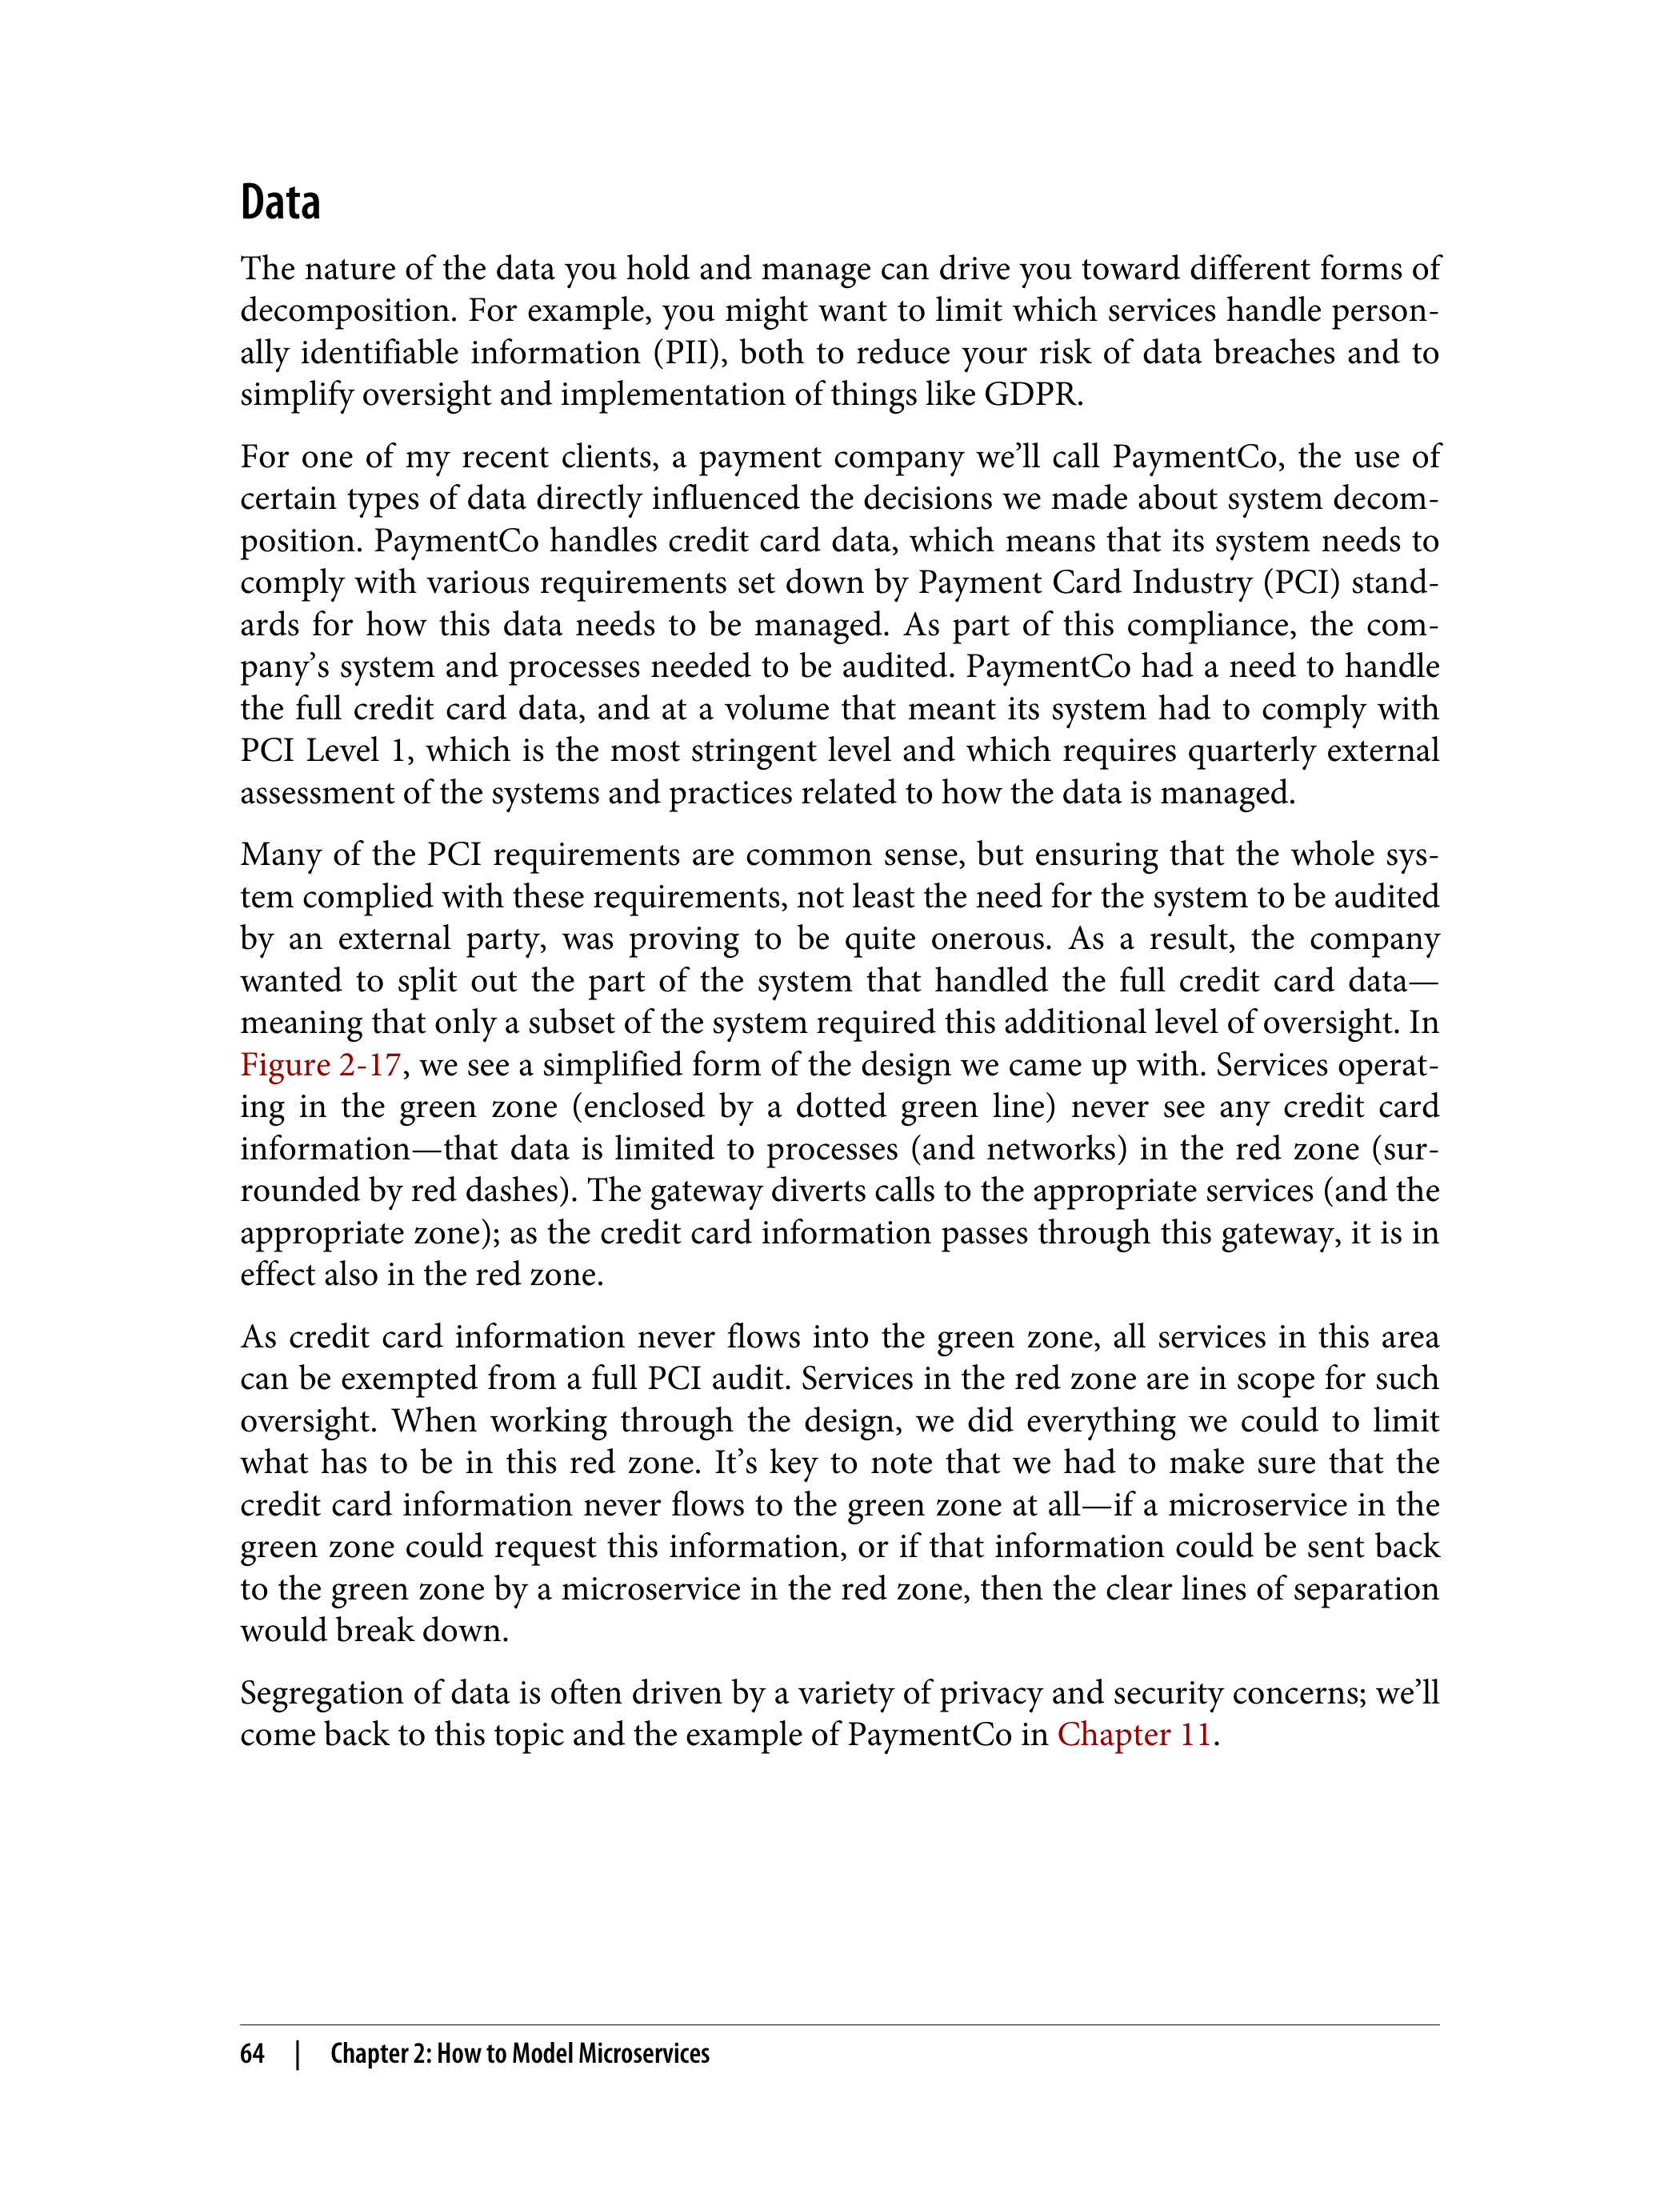 Data
The nature of the data you hold and manage can drive you toward different forms of
decomposition. For example, you might want to limit which services handle person-
ally identifiable information (PII), both to reduce your risk of data breaches and to
simplify oversight and implementation of things like GDPR.
For one of my recent clients, a payment company we’ll call PaymentCo, the use of
certain types of data directly influenced the decisions we made about system decom-
position. PaymentCo handles credit card data, which means that its system needs to
comply with various requirements set down by Payment Card Industry (PCI) stand-
ards for how this data needs to be managed. As part of this compliance, the com-
pany’s system and processes needed to be audited. PaymentCo had a need to handle
the full credit card data, and at a volume that meant its system had to comply with
PCI Level 1, which is the most stringent level and which requires quarterly external
assessment of the systems and practices related to how the data is managed.
Many of the PCI requirements are common sense, but ensuring that the whole sys-
tem complied with these requirements, not least the need for the system to be audited
by an external party, was proving to be quite onerous. As a result, the company
wanted to split out the part of the system that handled the full credit card data—
meaning that only a subset of the system required this additional level of oversight. In
Figure 2-17, we see a simplified form of the design we came up with. Services operat-
ing in the green zone (enclosed by a dotted green line) never see any credit card
information—that data is limited to processes (and networks) in the red zone (sur-
rounded by red dashes). The gateway diverts calls to the appropriate services (and the
appropriate zone); as the credit card information passes through this gateway, it is in
effect also in the red zone.
As credit card information never flows into the green zone, all services in this area
can be exempted from a full PCI audit. Services in the red zone are in scope for such
oversight. When working through the design, we did everything we could to limit
what has to be in this red zone. It’s key to note that we had to make sure that the
credit card information never flows to the green zone at all—if a microservice in the
green zone could request this information, or if that information could be sent back
to the green zone by a microservice in the red zone, then the clear lines of separation
would break down.
Segregation of data is often driven by a variety of privacy and security concerns; we’ll
come back to this topic and the example of PaymentCo in Chapter 11.
64 | Chapter 2: How to Model Microservices